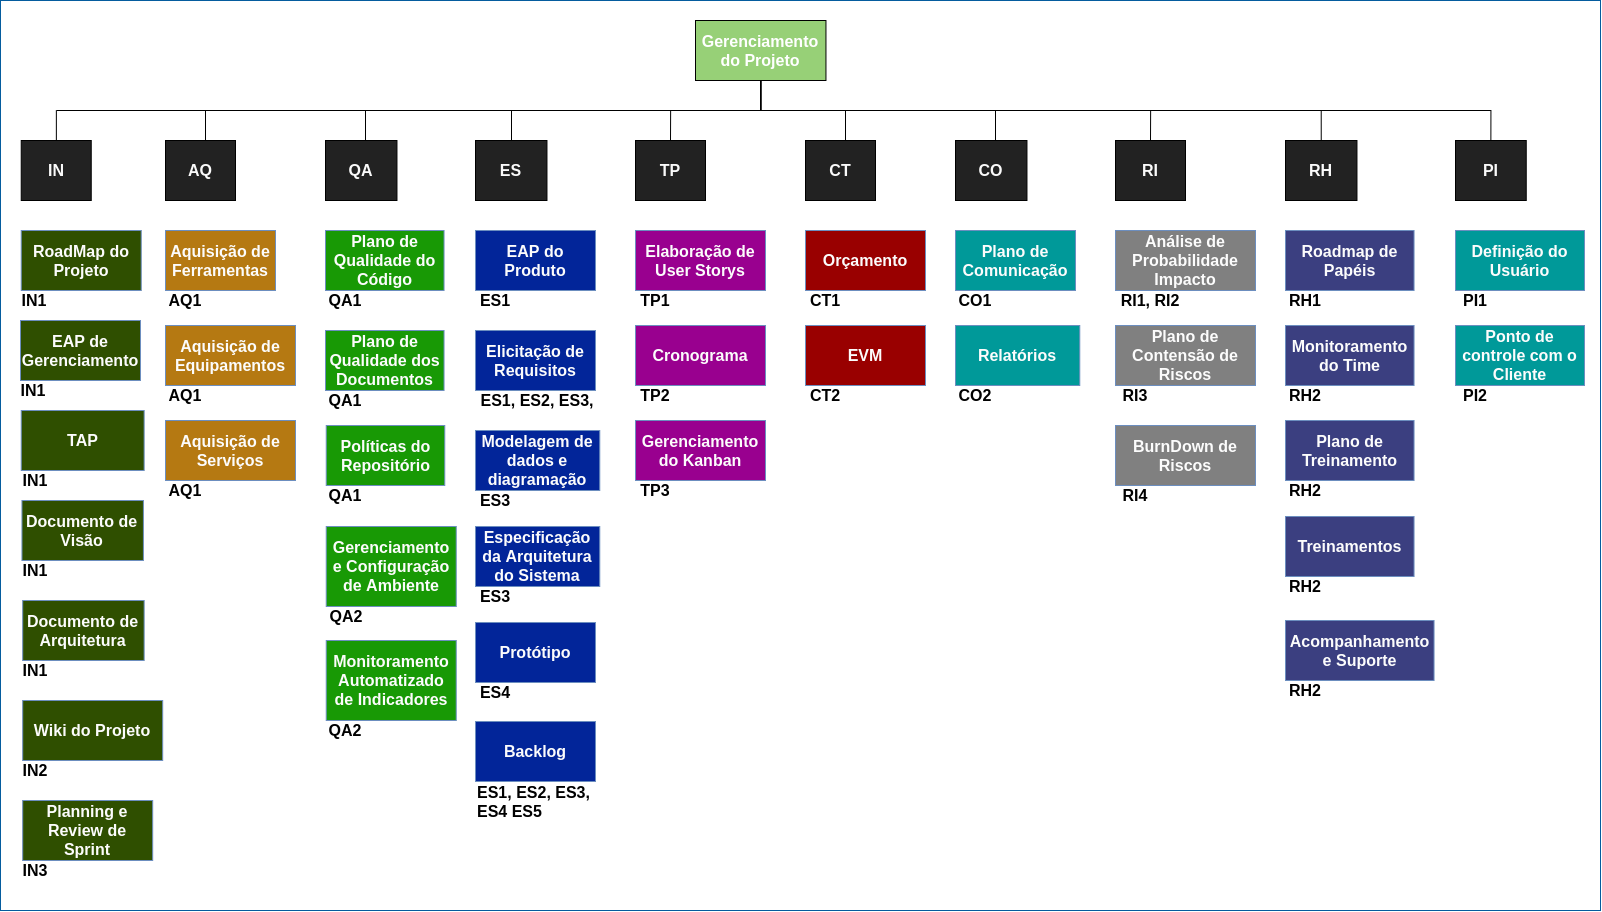 Gerenciamento
do Projeto
IN
AQ
QA
ES
TP
CT
CO
RI
RH
PI
RoadMap do
Projeto
IN1
EAP de
Gerenciamento
IN1
TAP
IN1
Documento de
Visão
IN1
Documento de
Arquitetura
IN1
Wiki do Projeto
IN2
Planning e
Review de
Sprint
IN3
Aquisição de
Ferramentas
AQ1
Aquisição de
Equipamentos
AQ1
Aquisição de
Serviços
AQ1
Plano de
Qualidade do
Código
QA1
Plano de
Qualidade dos
Documentos
QA1
Políticas do
Repositório
QA1
Gerenciamento
e Configuração
de Ambiente
QA2
Monitoramento
Automatizado
de Indicadores
QA2
EAP do
Produto
ES1
Elicitação de
Requisitos
ES1, ES2, ES3,
Modelagem de
dados e
diagramação
ES3
Especificação
da Arquitetura
do Sistema
ES3
Protótipo
ES4
Backlog
ES1, ES2, ES3,
ES4 ES5
Elaboração de
User Storys
TP1
Cronograma
TP2
Gerenciamento
do Kanban
TP3
Orçamento
CT1
EVM
CT2
Plano de
Comunicação
CO1
Relatórios
CO2
Análise de
Probabilidade
Impacto
RI1, RI2
Plano de
Contensão de
Riscos
RI3
BurnDown de
Riscos
RI4
Roadmap de
Papéis
RH1
Monitoramento
do Time
RH2
Plano de
Treinamento
RH2
Treinamentos
RH2
Acompanhamento
e Suporte
RH2
Definição do
Usuário
PI1
Ponto de
controle com o
Cliente
PI2